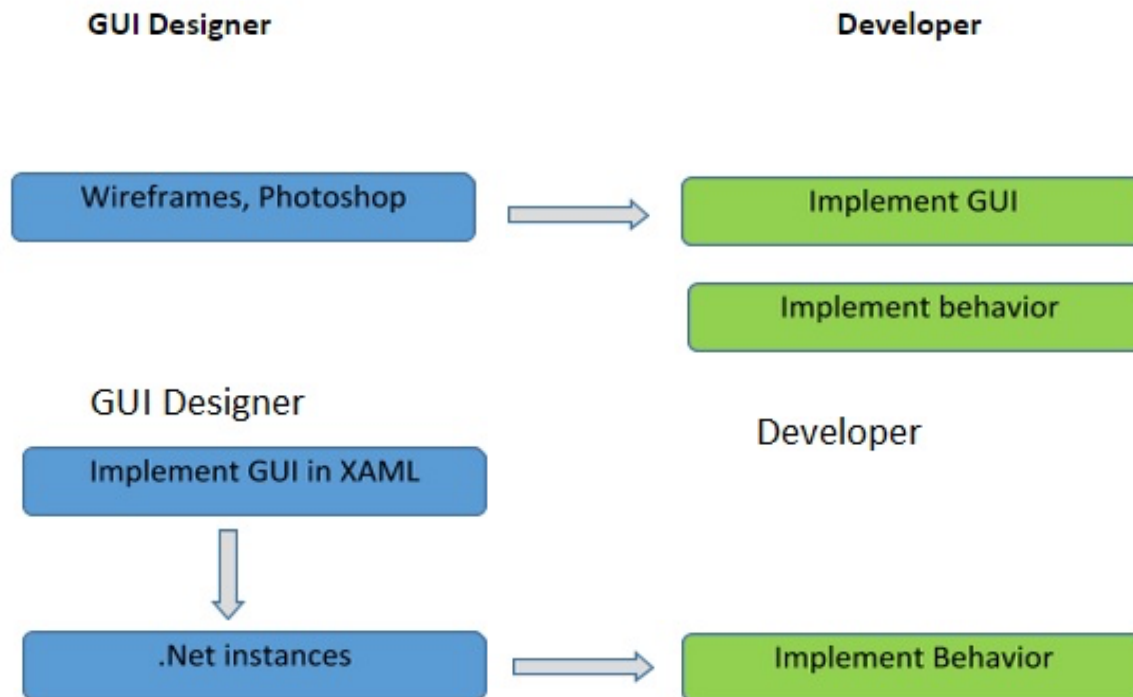 GUI Designer
Developer
Wireframes, Photoshop
Implement GUI
Implement behavior
GUI Designer
Developer
Implement GUI in XAML
.Net instances
Implement Behavior